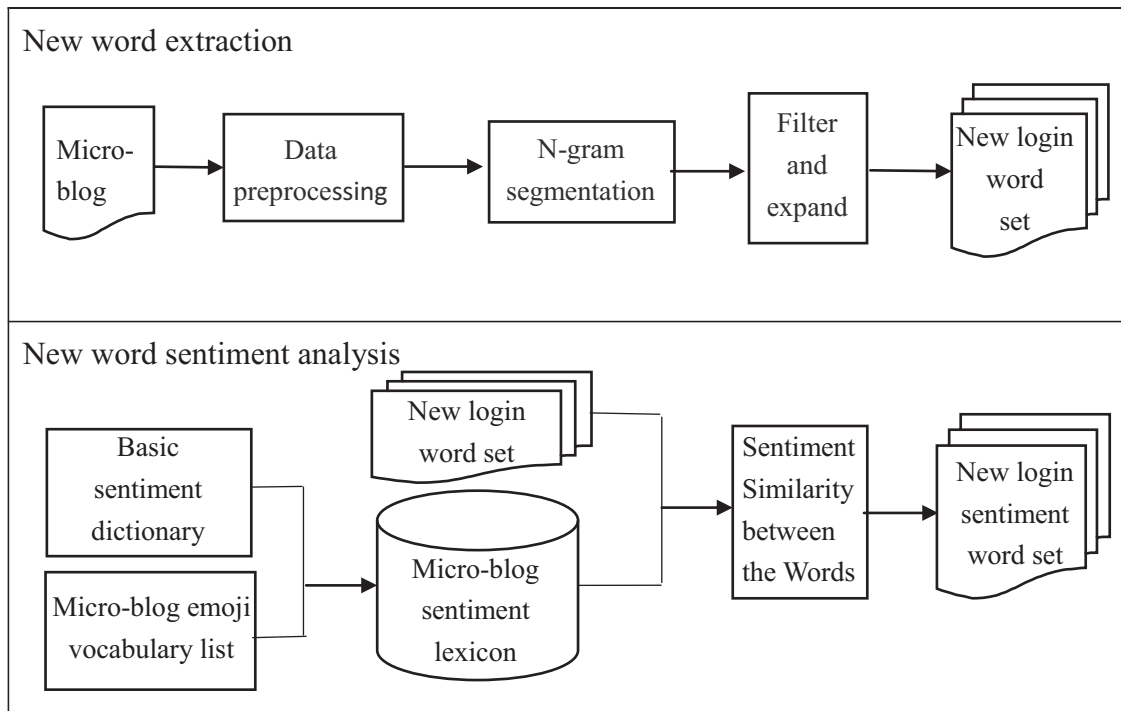 New word extraction
Micro-
blog
Data
preprocessing
N-gram
segmentation
Filter
and
expand
New login
word
set
New word sentiment analysis
Basic
sentiment
dictionary
Micro-blog emoji
vocabulary list
New login
word set
Micro-blog
sentiment
lexicon
Sentiment
Similarity
between
the Words
New login
sentiment
word set